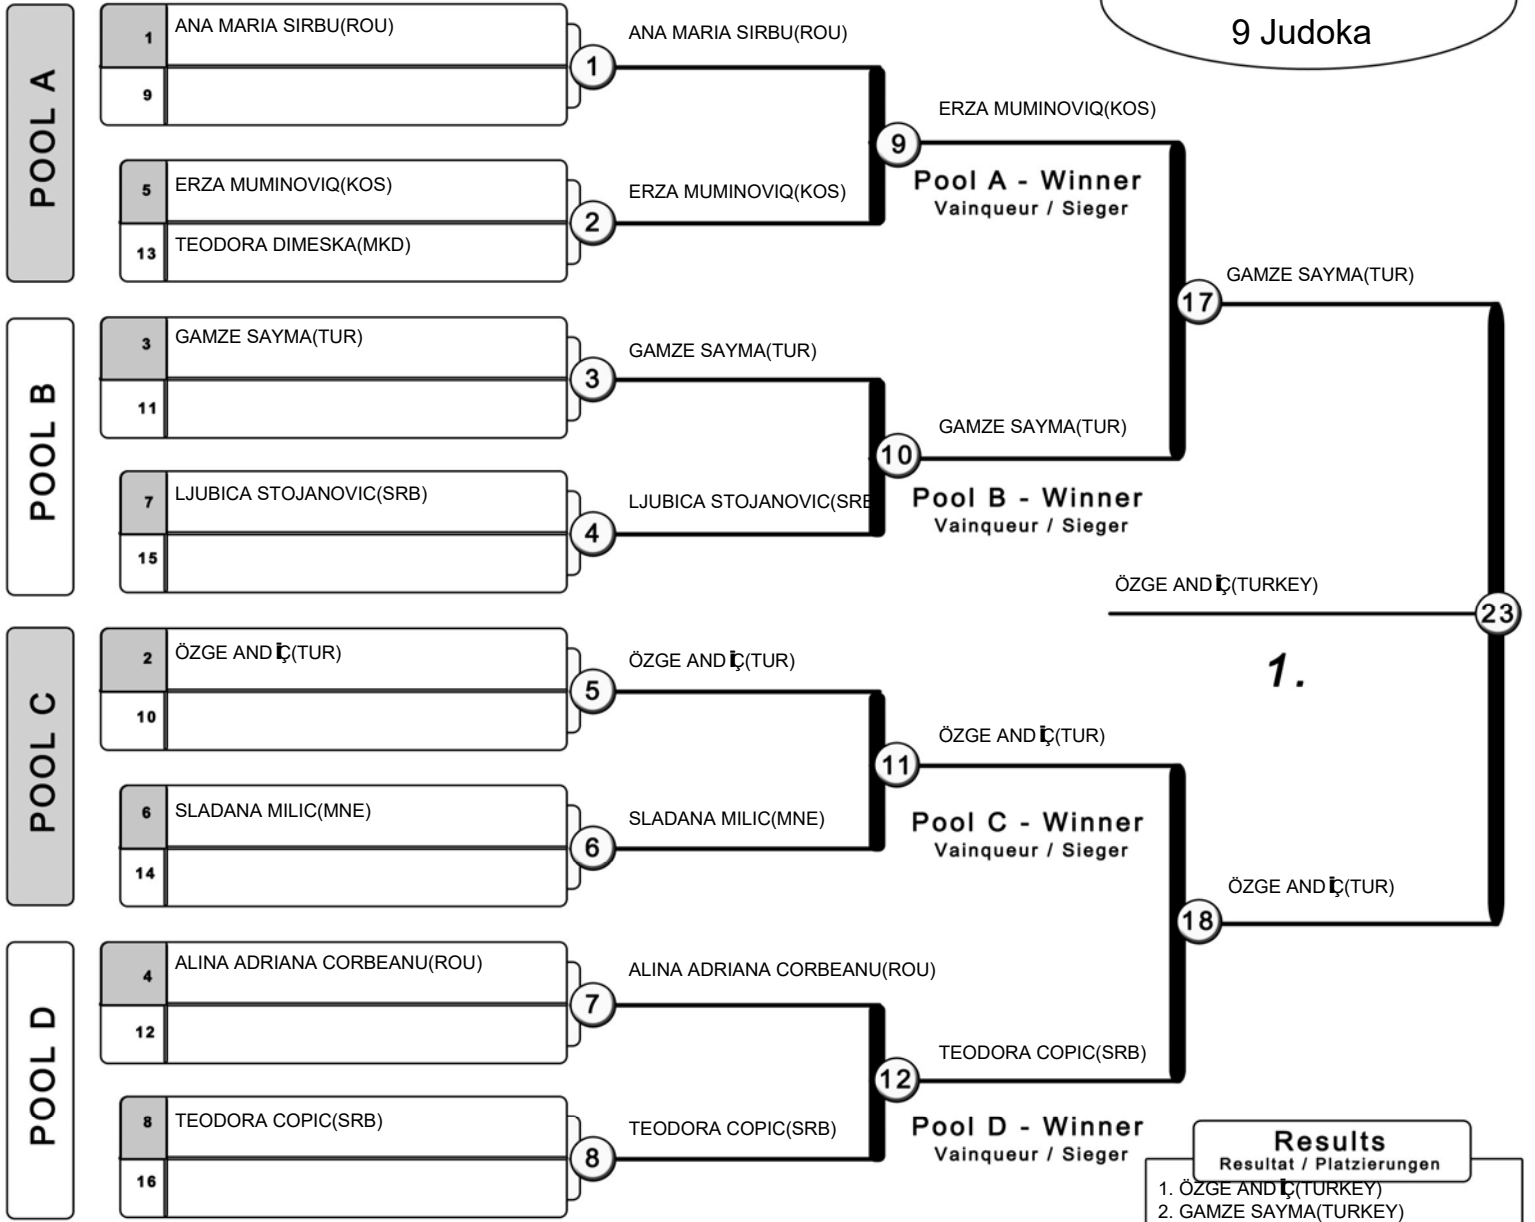 9 Judoka
POOL A
1 ANA MARIA SIRBU(ROU)
9
5 ERZA MUMINOVIQ(KOS)
13 TEODORA DIMESKA(MKD)
1 ANA MARIA SIRBU(ROU)
2 ERZA MUMINOVIQ(KOS)
9 ERZA MUMINOVIQ(KOS)
Pool A - Winner
Vainqueur / Sieger
POOL B
3 GAMZE SAYMA(TUR)
11
7 LJUBICA STOJANOVIC(SRB)
15
3 GAMZE SAYMA(TUR)
4 LJUBICA STOJANOVIC(SRB
10 GAMZE SAYMA(TUR)
Pool B - Winner
Vainqueur / Sieger
17 GAMZE SAYMA(TUR)
POOL C
2 ÖZGE ANDİÇ(TUR)
10
6 SLADANA MILIC(MNE)
14
5 ÖZGE ANDİÇ(TUR)
6 SLADANA MILIC(MNE)
11 ÖZGE ANDİÇ(TUR)
Pool C - Winner
Vainqueur / Sieger
POOL D
4 ALINA ADRIANA CORBEANU(ROU)
12
8 TEODORA COPIC(SRB)
16
7 ALINA ADRIANA CORBEANU(ROU)
8 TEODORA COPIC(SRB)
12 TEODORA COPIC(SRB)
Pool D - Winner
Vainqueur / Sieger
18 ÖZGE ANDİÇ(TUR)
ÖZGE ANDİÇ(TURKEY)
23
1.
Results
Resultat / Platzierungen
1. ÖZGE ANDİÇ(TURKEY)
2. GAMZE SAYMA(TURKEY)